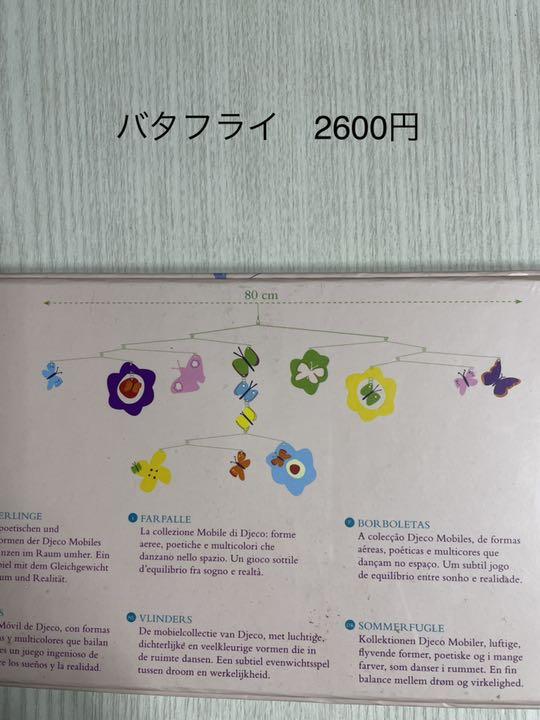 バタフライ　2600円
80 cm
ERLINGE
poetischen und
ormen der Djeco Mobiles
nzen im Raum umher. Ein
piel mit dem Gleichgewicht
um und Realität.
I FARFALLE
La collezione Mobile di Djeco: forme
aeree, poetiche e multicolori che
danzano nello spazio. Un gioco sottile
d'equilibrio fra sogno e realtà.
P BORBOLETAS
A colecção Djeco Mobiles, de formas
aéreas, poéticas e multicores que
dançam no espaço. Um subtil jogo
de equilíbrio entre sonho e realidade.
S
Móvil de Djeco, con formas
as y multicolores que bailan
es un juego ingenioso de
re los sueños y la realidad.
NL VLINDERS
De mobielcollectie van Djeco, met luchtige,
dichterlijke en veelkleurige vormen die in
de ruimte dansen. Een subtiel evenwichtsspel
tussen droom en werkelijkheid.
DK SOMMERFUGLE
Kollektionen Djeco Mobiler, luftige,
flyvende former, poetiske og i mange
farver, som danser i rummet. En fin
balance mellem drøm og virkelighed.